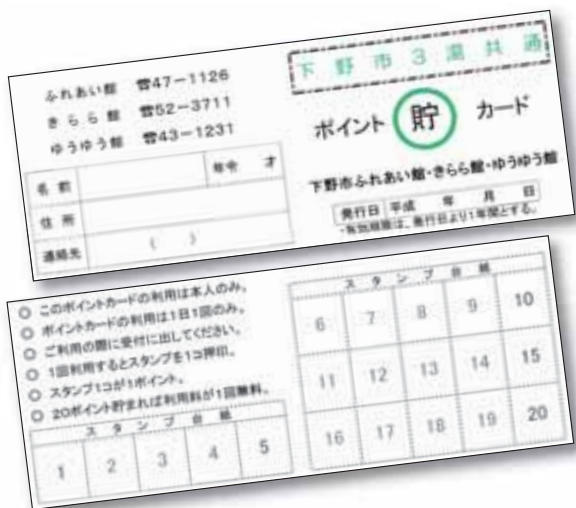 ふれあい館 ☎47-1126
きらら館 ☎52-3711
ゆうゆう館 ☎43-1231
名前 年令 才
住所
連絡先 ( )
下野市3湯共通
ポイント 貯 カード
下野市ふれあい館・きらら館・ゆうゆう館
発行日 平成 年 月 日
・有効期限は、発行日より1年間とする。
○ このポイントカードの利用は本人のみ。
○ ポイントカードの利用は1日1回のみ。
○ ご利用の際に受付に出してください。
○ 1回利用するとスタンプを1コ押印。
○ スタンプ1コが1ポイント。
○ 20ポイント貯まれば利用料が1回無料。
スタンプ台紙
1 2 3 4 5
スタンプ台紙
6 7 8 9 10
11 12 13 14 15
16 17 18 19 20